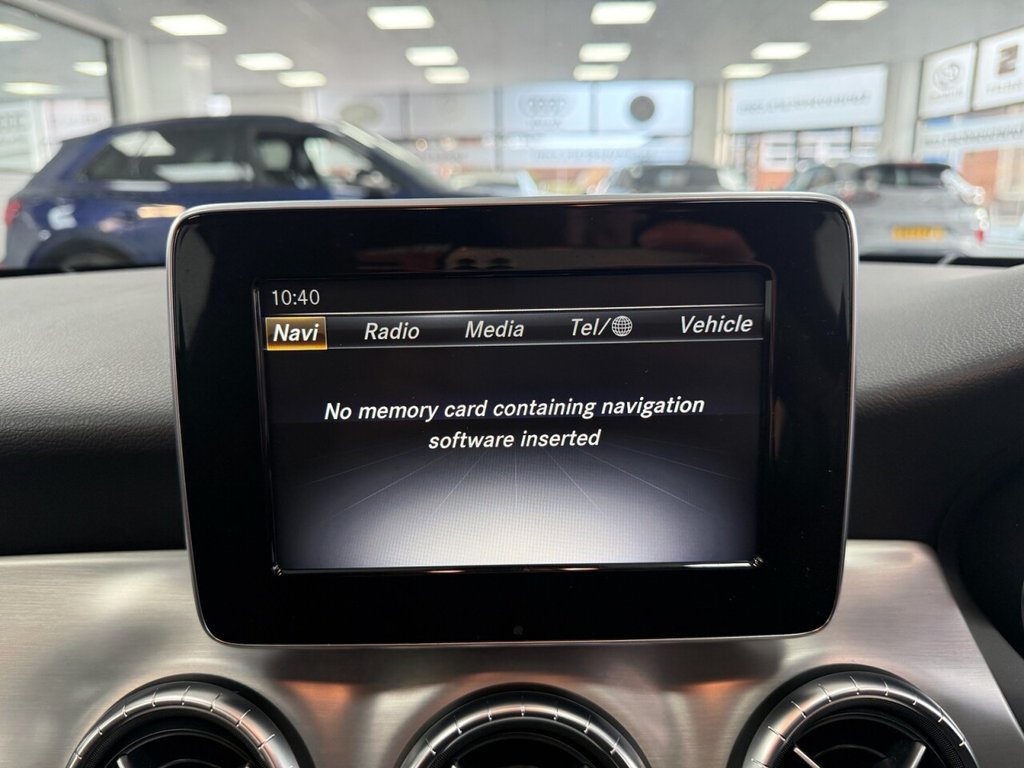 10:40
Navi Radio Media Tel/ Vehicle
No memory card containing navigation
software inserted